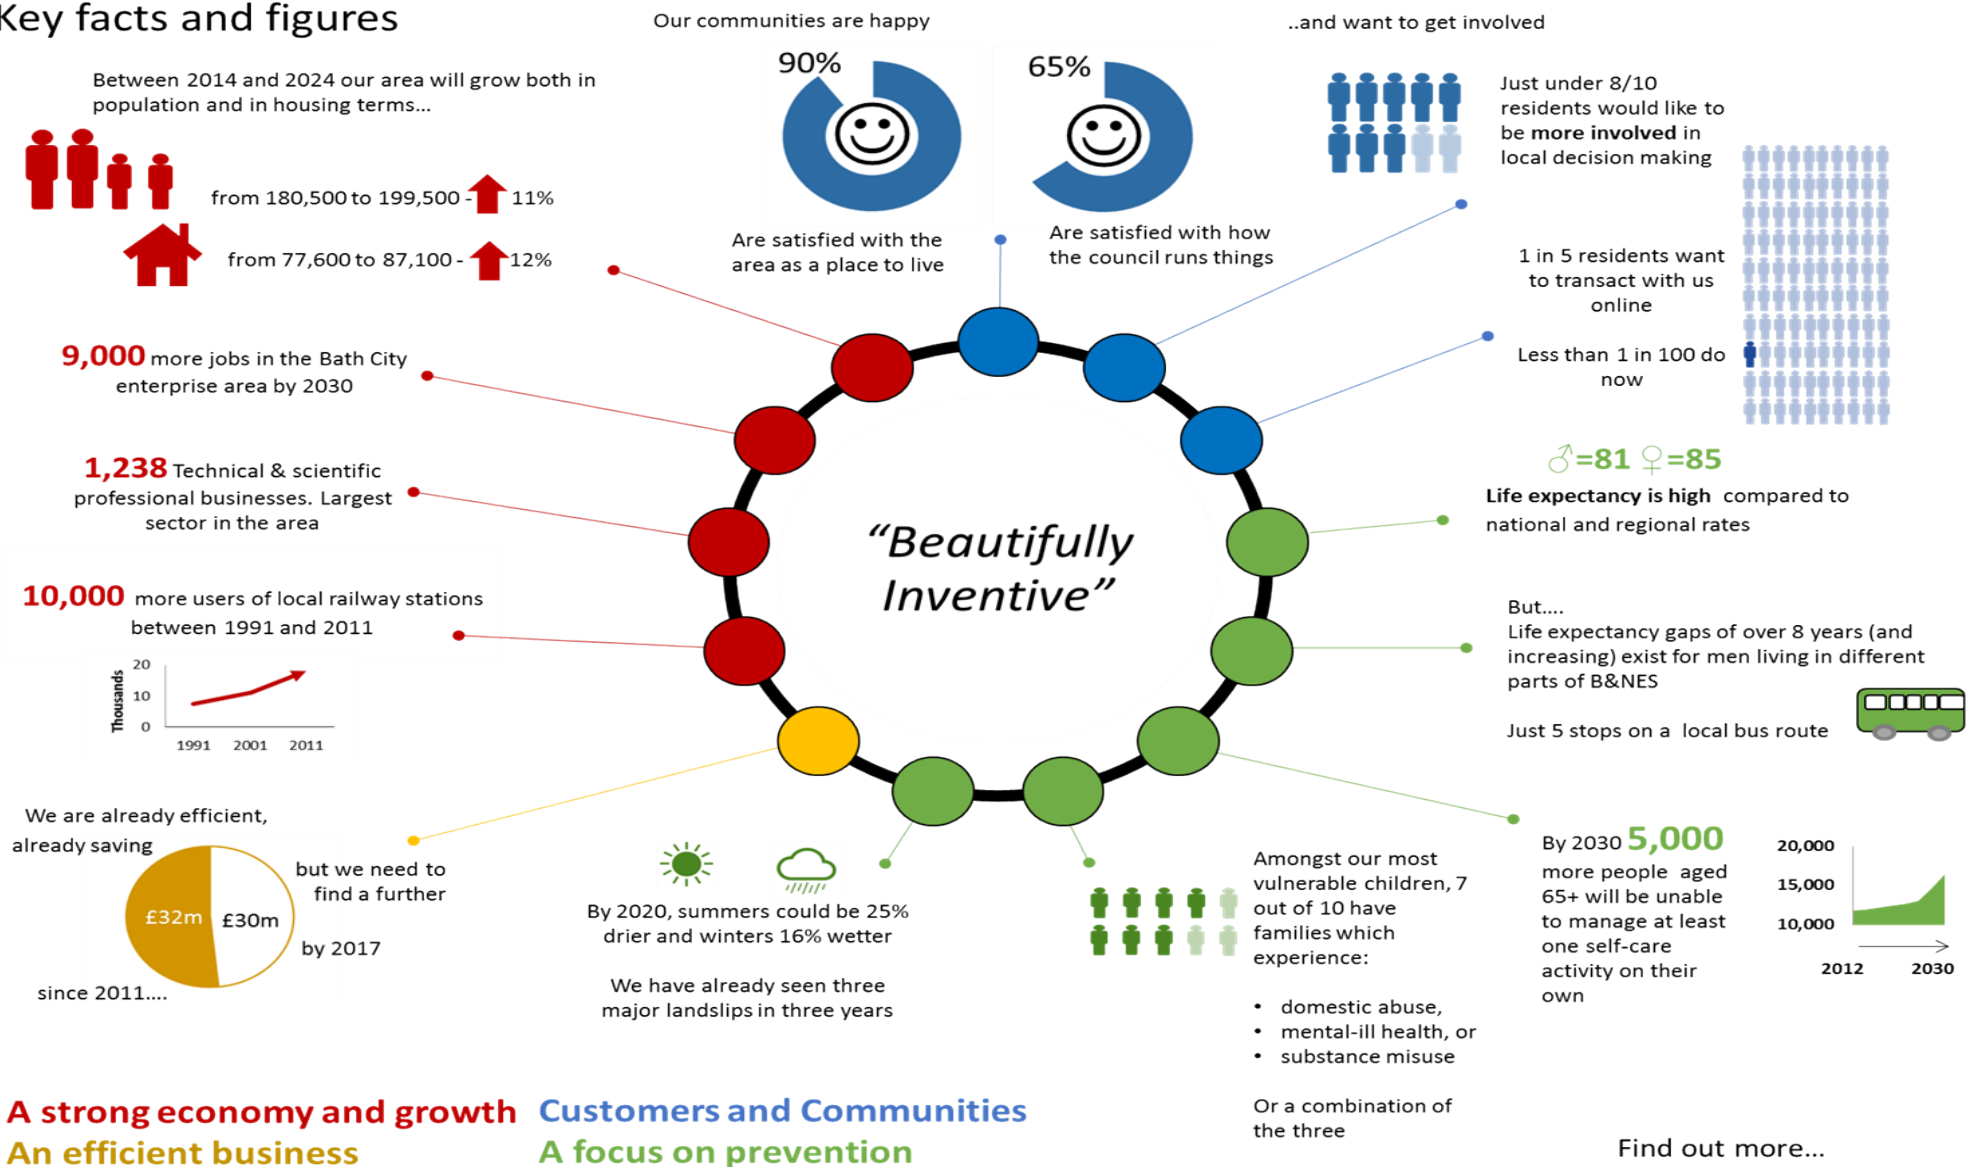 Key facts and figures
Between 2014 and 2024 our area will grow both in
population and in housing terms...
from 180,500 to 199,500 - 11%
from 77,600 to 87,100 - 12%
9,000 more jobs in the Bath City
enterprise area by 2030
1,238 Technical & scientific
professional businesses. Largest
sector in the area
10,000 more users of local railway stations
between 1991 and 2011
Thousands
20
10
0
1991 2001 2011
We are already efficient,
already saving
£32m
since 2011....
£30m
but we need to
find a further
by 2017
Our communities are happy
90%
Are satisfied with the
area as a place to live
65%
Are satisfied with how
the council runs things
..and want to get involved
Just under 8/10
residents would like to
be more involved in
local decision making
1 in 5 residents want
to transact with us
online
Less than 1 in 100 do
now
♂=81 ♀=85
Life expectancy is high compared to
national and regional rates
But....
Life expectancy gaps of over 8 years (and
increasing) exist for men living in different
parts of B&NES
Just 5 stops on a local bus route
By 2030 5,000
more people aged
65+ will be unable
to manage at least
one self-care
activity on their
own
20,000
15,000
10,000
2012 2030
Amongst our most
vulnerable children, 7
out of 10 have
families which
experience:
• domestic abuse,
• mental-ill health, or
• substance misuse
Or a combination of
the three
By 2020, summers could be 25%
drier and winters 16% wetter
We have already seen three
major landslips in three years
“Beautifully
Inventive”
A strong economy and growth
Customers and Communities
An efficient business
A focus on prevention
Find out more...